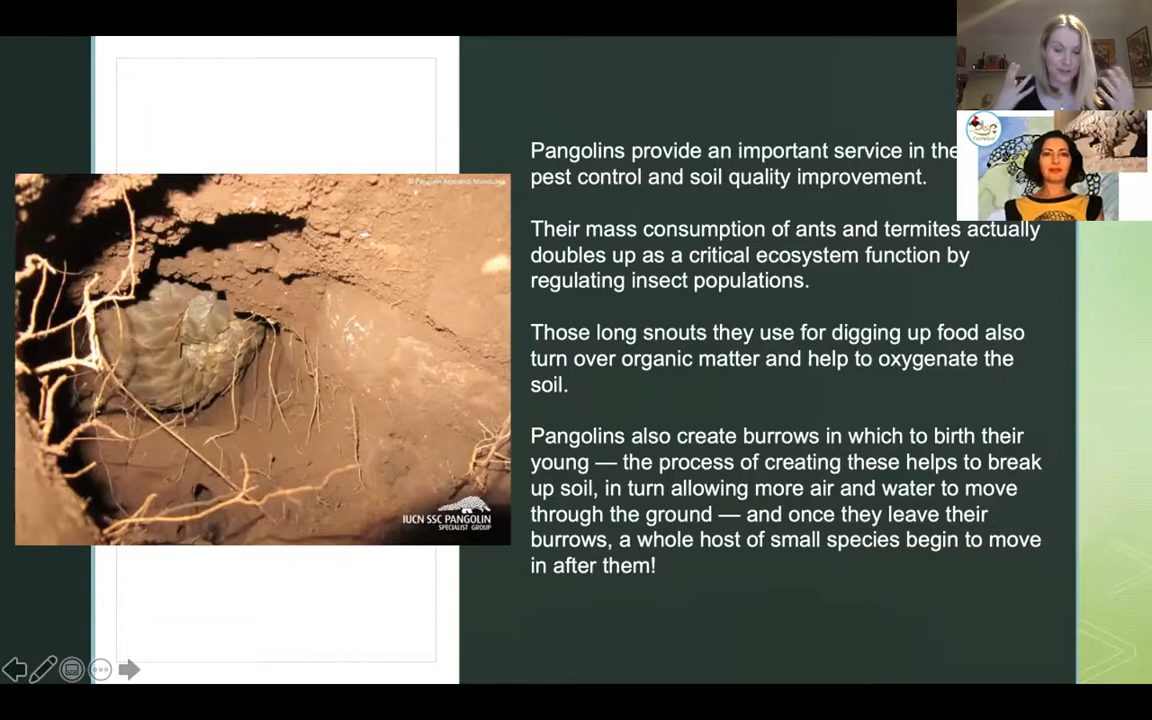 Pangolins provide an important service in the
pest control and soil quality improvement.
Their mass consumption of ants and termites actually
doubles up as a critical ecosystem function by
regulating insect populations.
Those long snouts they use for digging up food also
turn over organic matter and help to oxygenate the
soil.
Pangolins also create burrows in which to birth their
young — the process of creating these helps to break
up soil, in turn allowing more air and water to move
through the ground — and once they leave their
burrows, a whole host of small species begin to move
in after them!
IUCN SSC PANGOLIN
SPECIALIST GROUP